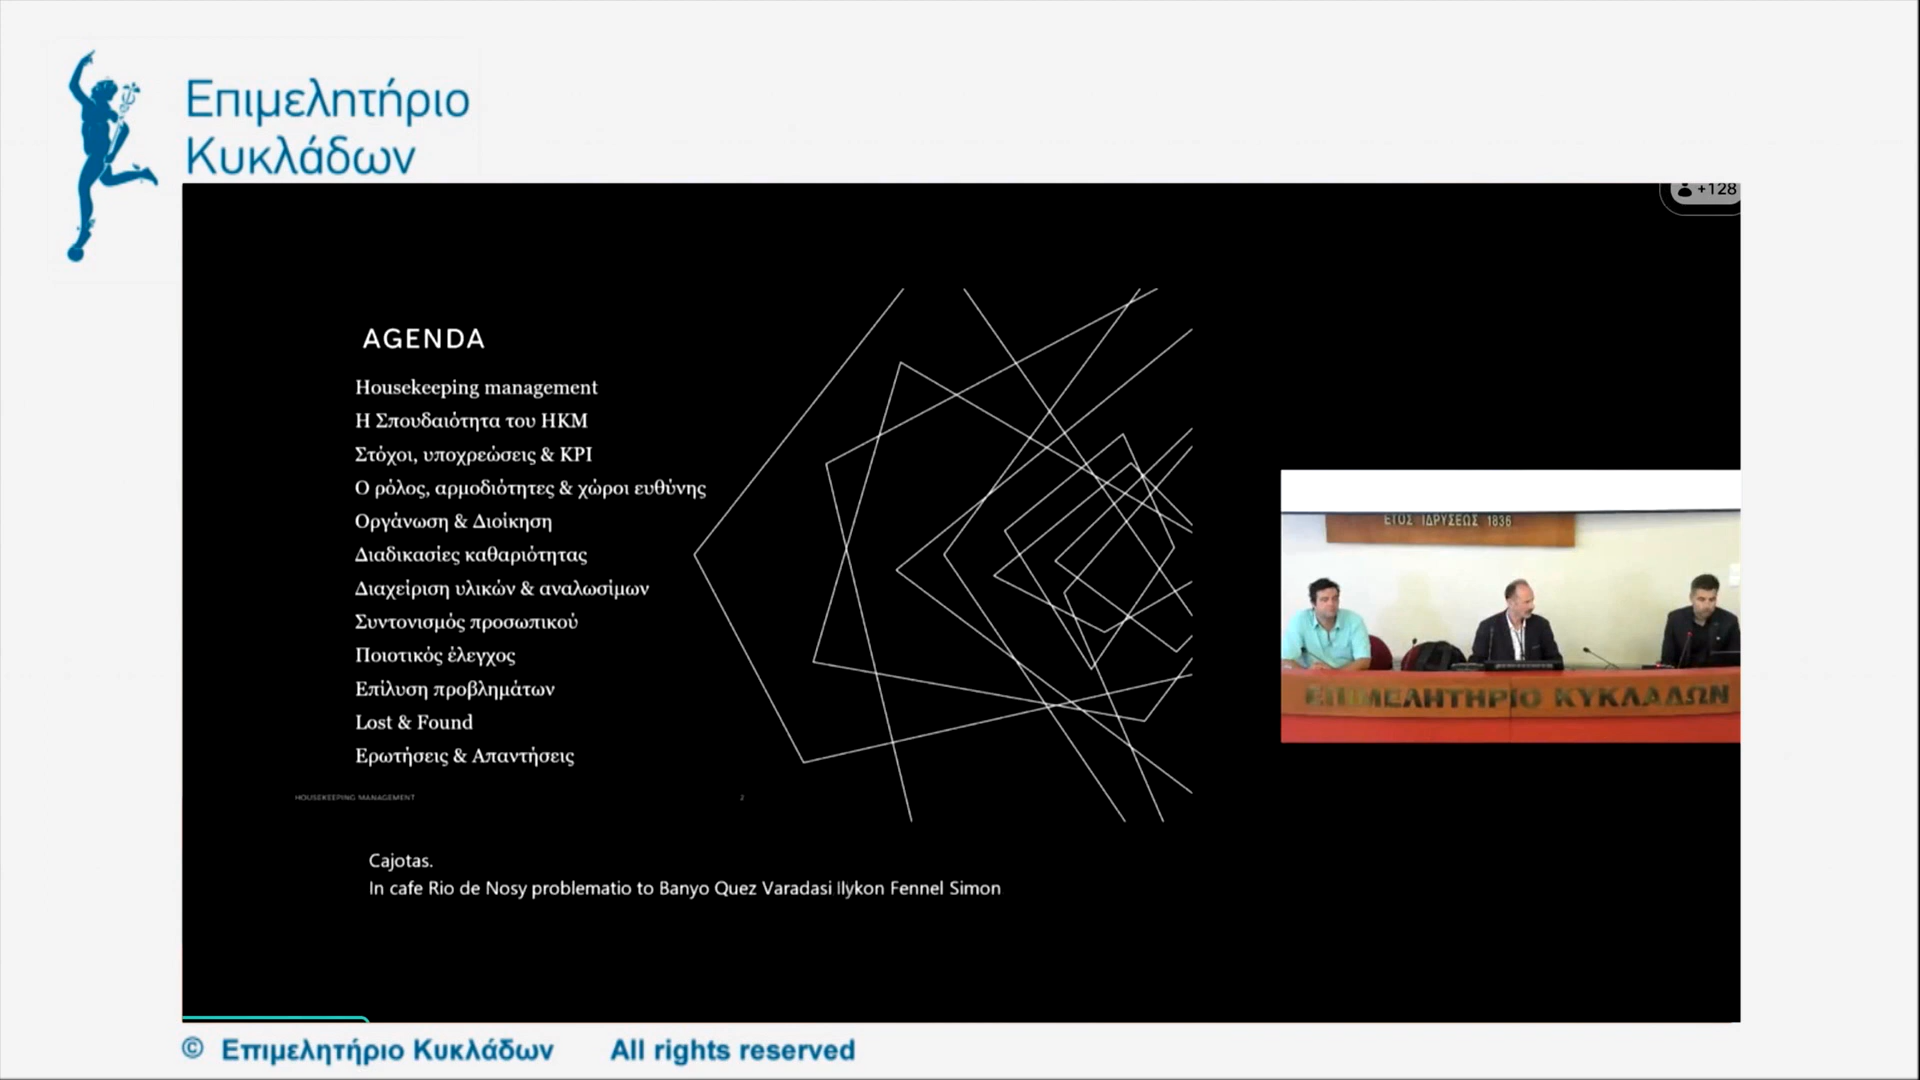 Επιμελητήριο
Κυκλάδων
+128
AGENDA
Housekeeping management
Η Σπουδαιότητα του HKM
Στόχοι, υποχρεώσεις & KPI
Ο ρόλος, αρμοδιότητες & χώροι ευθύνης
Οργάνωση & Διοίκηση
Διαδικασίες καθαριότητας
Διαχείριση υλικών & αναλωσίμων
Συντονισμός προσωπικού
Ποιοτικός έλεγχος
Επίλυση προβλημάτων
Lost & Found
Ερωτήσεις & Απαντήσεις
HOUSEKEEPING MANAGEMENT 2
ΕΤΟΣ ΙΔΡΥΣΕΩΣ 1836
ΕΠΙΜΕΛΗΤΗΡΙΟ ΚΥΚΛΑΔΩΝ
Cajotas.
In cafe Rio de Nosy problematio to Banyo Quez Varadasi Ilykon Fennel Simon
© Επιμελητήριο Κυκλάδων All rights reserved